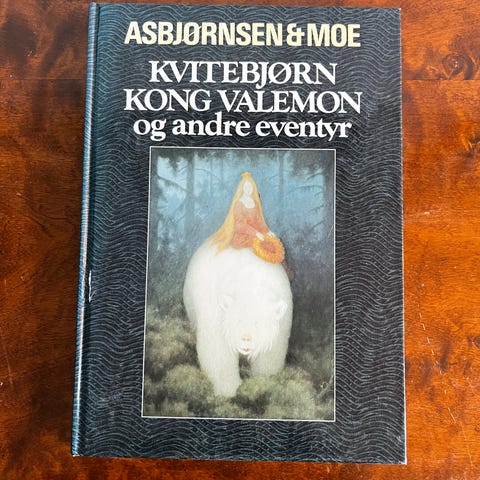 ASBJØRNSEN & MOE
KVITEBJØRN
KONG VALEMON
og andre eventyr